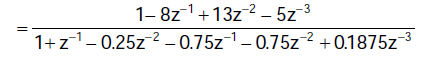 = \frac{1– 8z^{-1} + 13z^{-2} – 5z^{-3}}{1+ z^{-1} – 0.25z^{-2} – 0.75z^{-1} – 0.75z^{-2} + 0.1875z^{-3}}